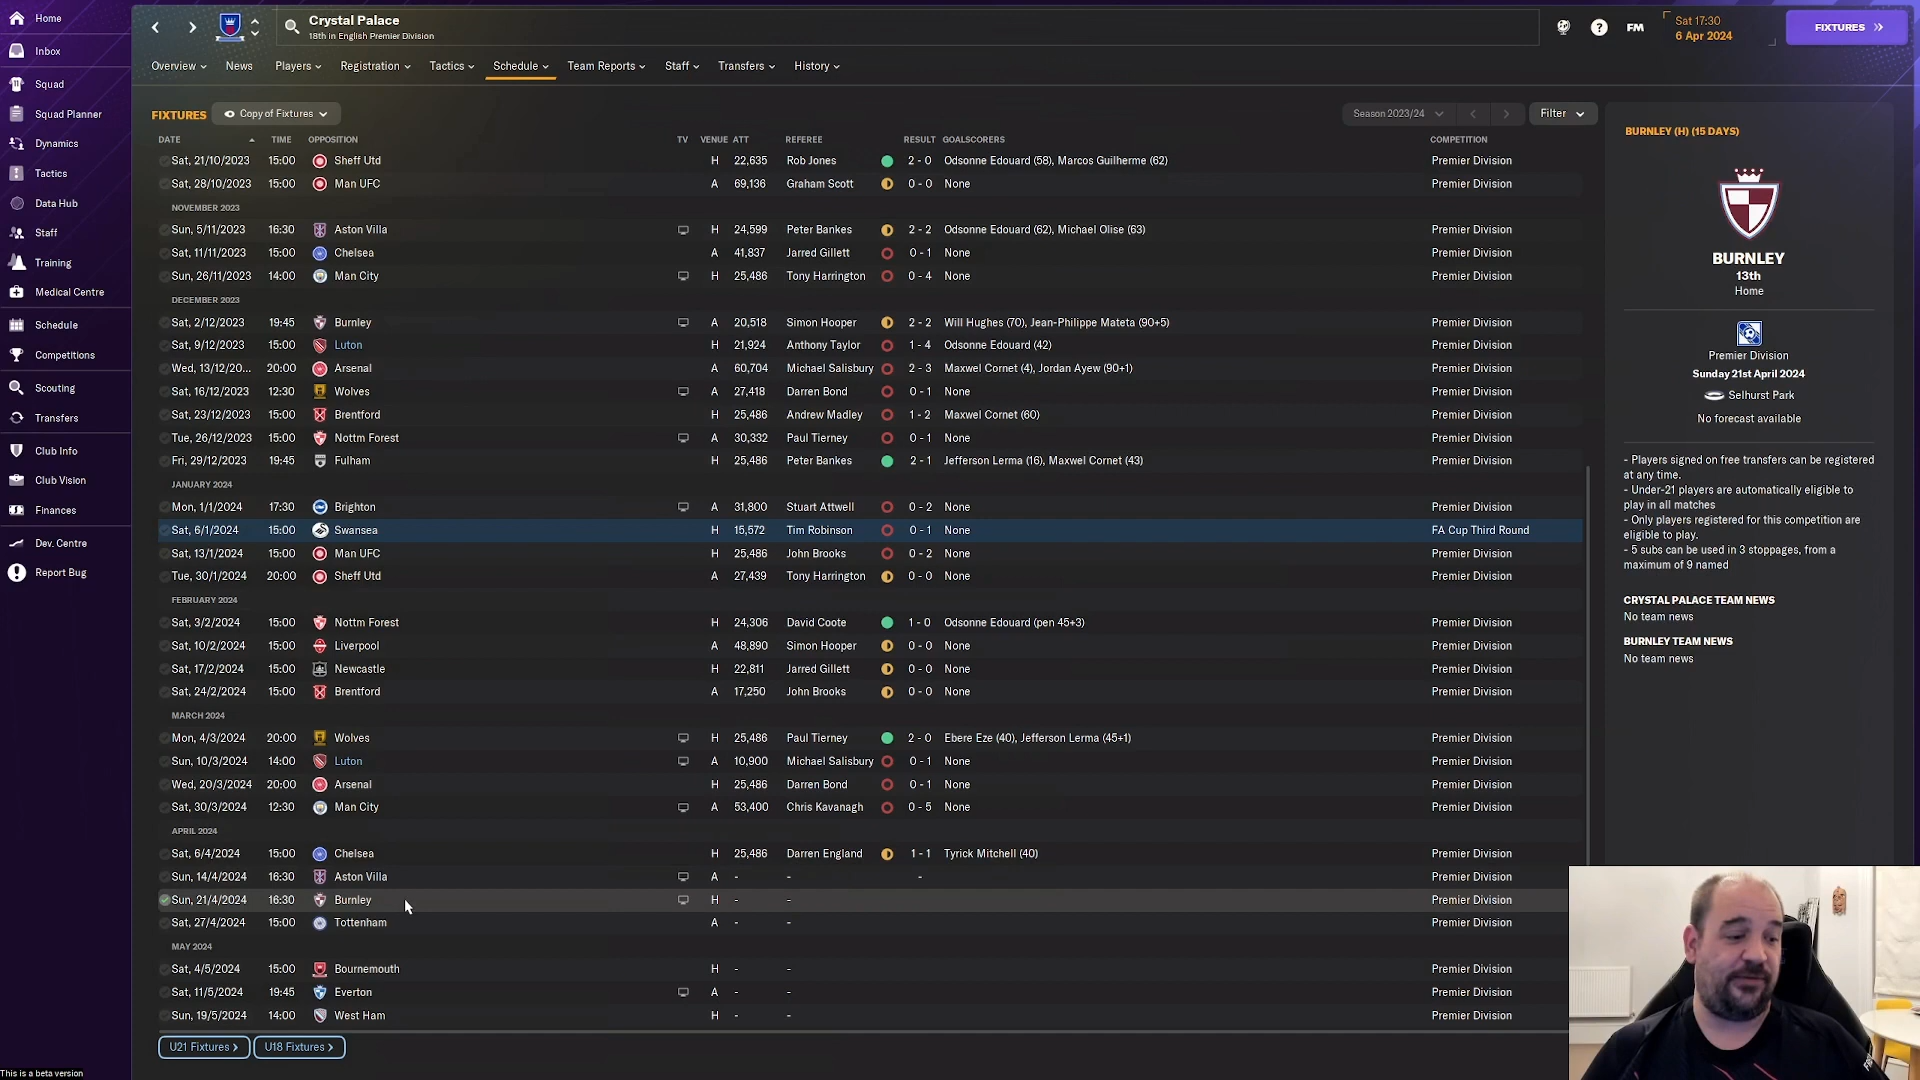 Home
Inbox
Squad
Squad Planner
Dynamics
Tactics
Data Hub
Staff
Training
Medical Centre
Schedule
Competitions
Scouting
Transfers
Club Info
Club Vision
Finances
Dev. Centre
Report Bug
This is a beta version
Crystal Palace
18th in English Premier Division
FM
Sat 17:30
6 Apr 2024
FIXTURES
Overview News Players Registration Tactics Schedule Team Reports Staff Transfers History
FIXTURES Copy of Fixtures Season 2023/24 Filter
DATE TIME OPPOSITION TV VENUE ATT REFEREE RESULT GOALSCORERS COMPETITION
Sat, 21/10/2023 15:00 Sheff Utd H 22,635 Rob Jones 2 - 0 Odsonne Edouard (58), Marcos Guilherme (62) Premier Division
Sat, 28/10/2023 15:00 Man UFC A 69,136 Graham Scott 0 - 0 None Premier Division
NOVEMBER 2023
Sun, 5/11/2023 16:30 Aston Villa H 24,599 Peter Bankes 2 - 2 Odsonne Edouard (62), Michael Olise (63) Premier Division
Sat, 11/11/2023 15:00 Chelsea A 41,837 Jarred Gillett 0 - 1 None Premier Division
Sun, 26/11/2023 14:00 Man City H 25,486 Tony Harrington 0 - 4 None Premier Division
DECEMBER 2023
Sat, 2/12/2023 19:45 Burnley A 20,518 Simon Hooper 2 - 2 Will Hughes (70), Jean-Philippe Mateta (90+5) Premier Division
Sat, 9/12/2023 15:00 Luton H 21,924 Anthony Taylor 1 - 4 Odsonne Edouard (42) Premier Division
Wed, 13/12/20... 20:00 Arsenal A 60,704 Michael Salisbury 2 - 3 Maxwel Cornet (4), Jordan Ayew (90+1) Premier Division
Sat, 16/12/2023 12:30 Wolves A 27,418 Darren Bond 0 - 1 None Premier Division
Sat, 23/12/2023 15:00 Brentford H 25,486 Andrew Madley 1 - 2 Maxwel Cornet (60) Premier Division
Tue, 26/12/2023 15:00 Nottm Forest A 30,332 Paul Tierney 0 - 1 None Premier Division
Fri, 29/12/2023 19:45 Fulham H 25,486 Peter Bankes 2 - 1 Jefferson Lerma (16), Maxwel Cornet (43) Premier Division
JANUARY 2024
Mon, 1/1/2024 17:30 Brighton A 31,800 Stuart Attwell 0 - 2 None Premier Division
Sat, 6/1/2024 15:00 Swansea H 15,572 Tim Robinson 0 - 1 None FA Cup Third Round
Sat, 13/1/2024 15:00 Man UFC H 25,486 John Brooks 0 - 2 None Premier Division
Tue, 30/1/2024 20:00 Sheff Utd A 27,439 Tony Harrington 0 - 0 None Premier Division
FEBRUARY 2024
Sat, 3/2/2024 15:00 Nottm Forest H 24,306 David Coote 1 - 0 Odsonne Edouard (pen 45+3) Premier Division
Sat, 10/2/2024 15:00 Liverpool A 48,890 Simon Hooper 0 - 0 None Premier Division
Sat, 17/2/2024 15:00 Newcastle H 22,811 Jarred Gillett 0 - 0 None Premier Division
Sat, 24/2/2024 15:00 Brentford A 17,250 John Brooks 0 - 0 None Premier Division
MARCH 2024
Mon, 4/3/2024 20:00 Wolves H 25,486 Paul Tierney 2 - 0 Ebere Eze (40), Jefferson Lerma (45+1) Premier Division
Sun, 10/3/2024 14:00 Luton A 10,900 Michael Salisbury 0 - 1 None Premier Division
Wed, 20/3/2024 20:00 Arsenal H 25,486 Darren Bond 0 - 1 None Premier Division
Sat, 30/3/2024 12:30 Man City A 53,400 Chris Kavanagh 0 - 5 None Premier Division
APRIL 2024
Sat, 6/4/2024 15:00 Chelsea H 25,486 Darren England 1 - 1 Tyrick Mitchell (40) Premier Division
Sun, 14/4/2024 16:30 Aston Villa A - - - Premier Division
Sun, 21/4/2024 16:30 Burnley H - - Premier Division
Sat, 27/4/2024 15:00 Tottenham A - - Premier Division
MAY 2024
Sat, 4/5/2024 15:00 Bournemouth H - - Premier Division
Sat, 11/5/2024 19:45 Everton A - - Premier Division
Sun, 19/5/2024 14:00 West Ham H - - Premier Division
U21 Fixtures U18 Fixtures
BURNLEY (H) (15 DAYS)
BURNLEY
13th
Home
Premier Division
Sunday 21st April 2024
Selhurst Park
No forecast available
- Players signed on free transfers can be registered
at any time.
- Under-21 players are automatically eligible to
play in all matches
- Only players registered for this competition are
eligible to play.
- 5 subs can be used in 3 stoppages, from a
maximum of 9 named
CRYSTAL PALACE TEAM NEWS
No team news
BURNLEY TEAM NEWS
No team news